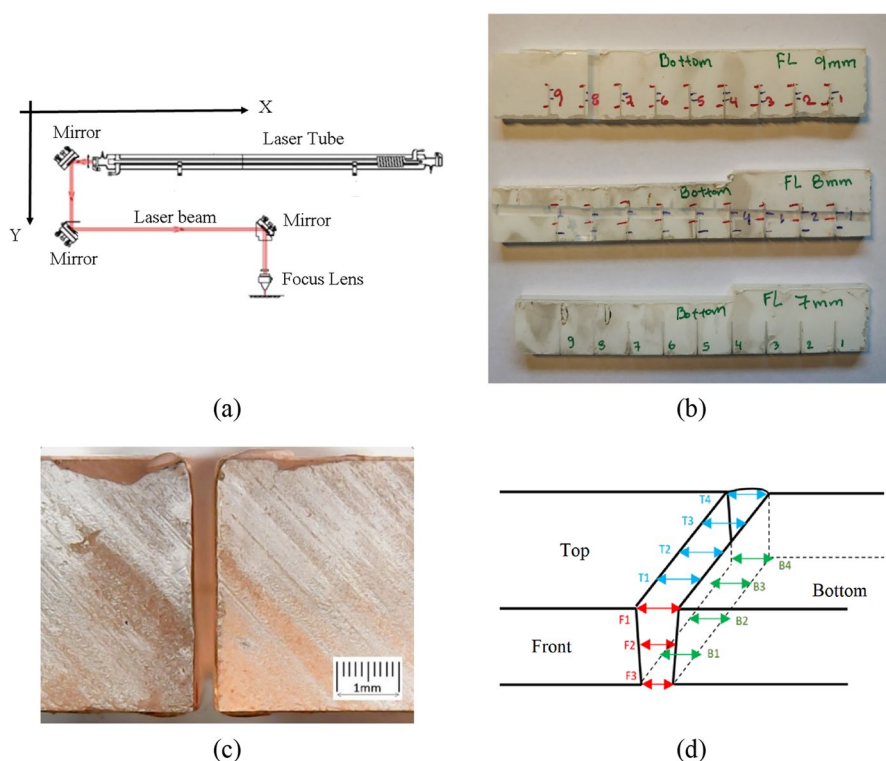 X
Mirror
Laser Tube
Y
Laser beam
Mirror
Mirror
Focus Lens
(a)
Bottom FL 9mm
9 8 7 6 5 4 3 2 1
Bottom FL 8mm
4 3 2 1
Bottom FL 7mm
9 8 7 6 5 4 3 2 1
(b)
1mm
(c)
T4
T3
Top
T2
B4
T1
B3
Bottom
F1
B2
Front
F2
B1
F3
(d)